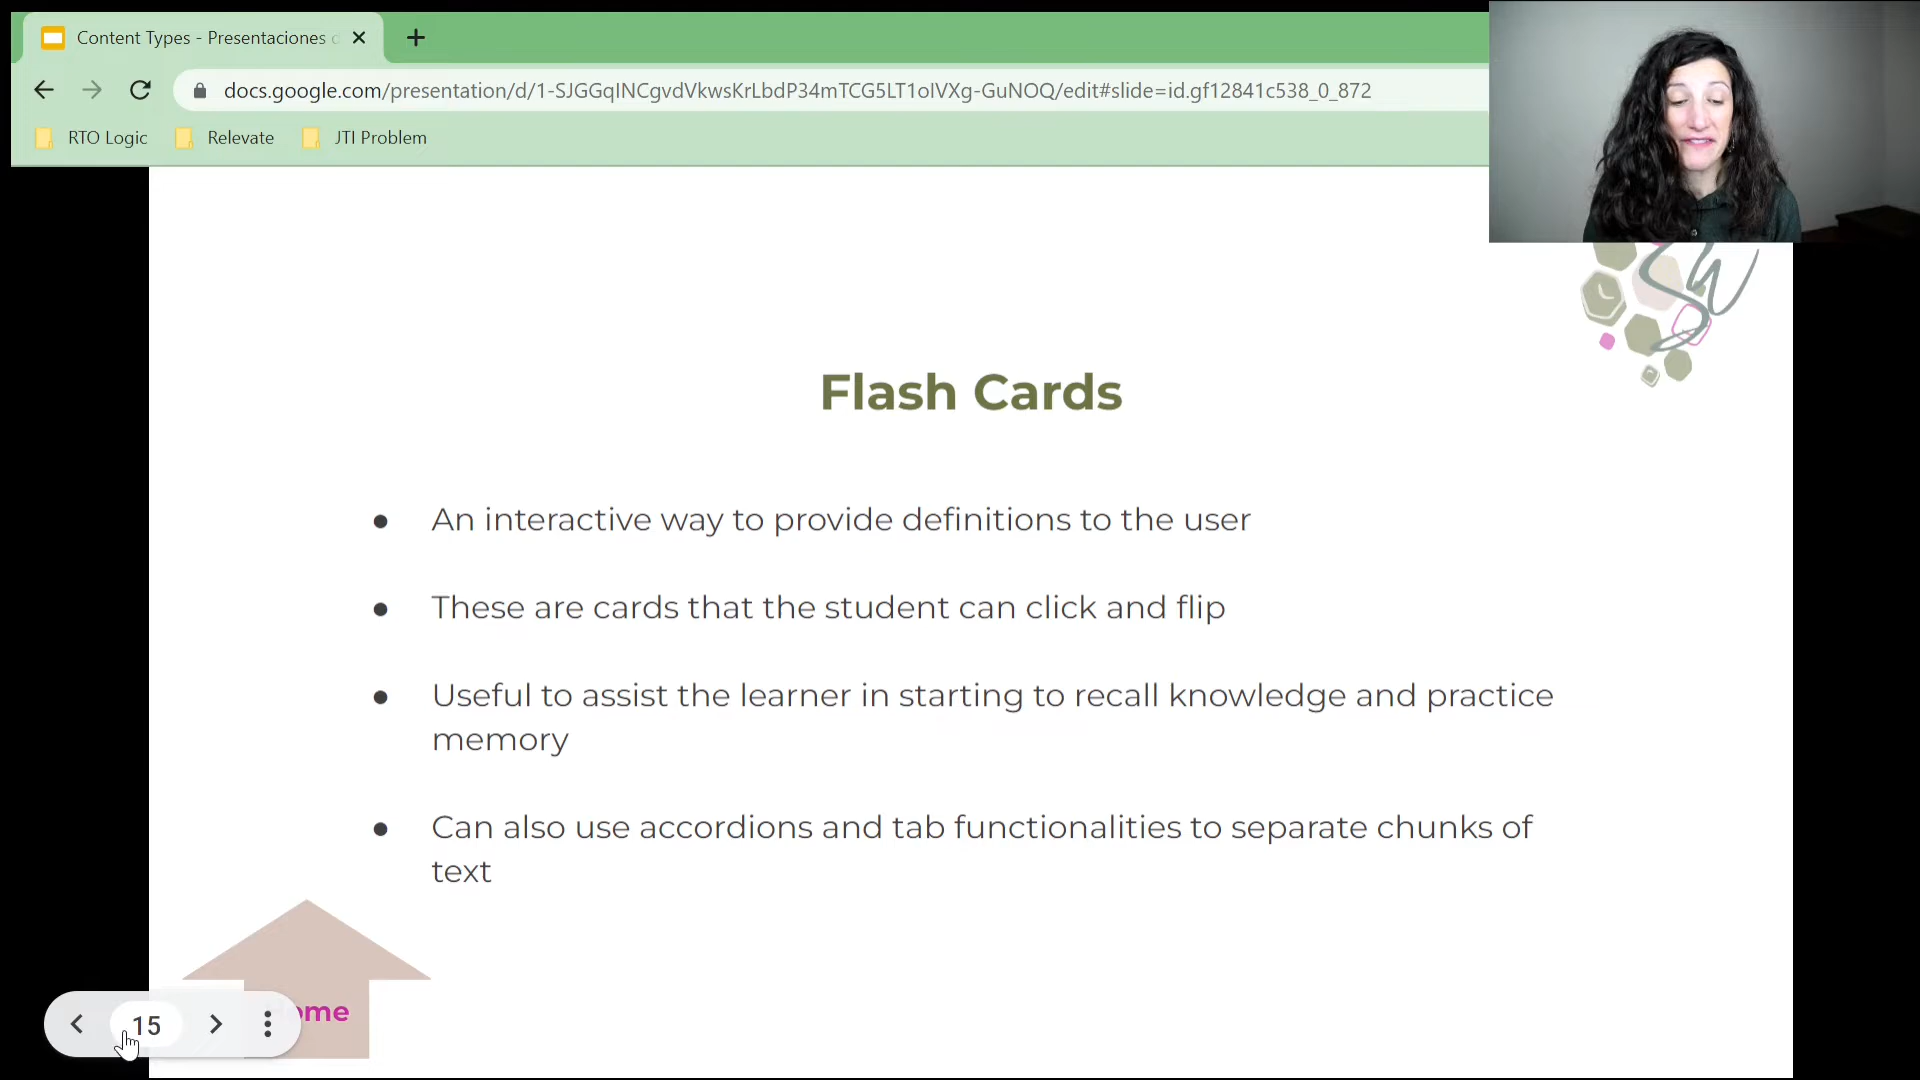 Content Types - Presentaciones
docs.google.com/presentation/d/1-SJGGqINCgvdVkwsKrLbdP34mTCG5LT1oIVXg-GuNOQ/edit#slide=id.gf12841c538_0_872
RTO Logic Relevate JTI Problem
SW
Flash Cards
● An interactive way to provide definitions to the user
● These are cards that the student can click and flip
● Useful to assist the learner in starting to recall knowledge and practice
memory
● Can also use accordions and tab functionalities to separate chunks of
text
ome
15